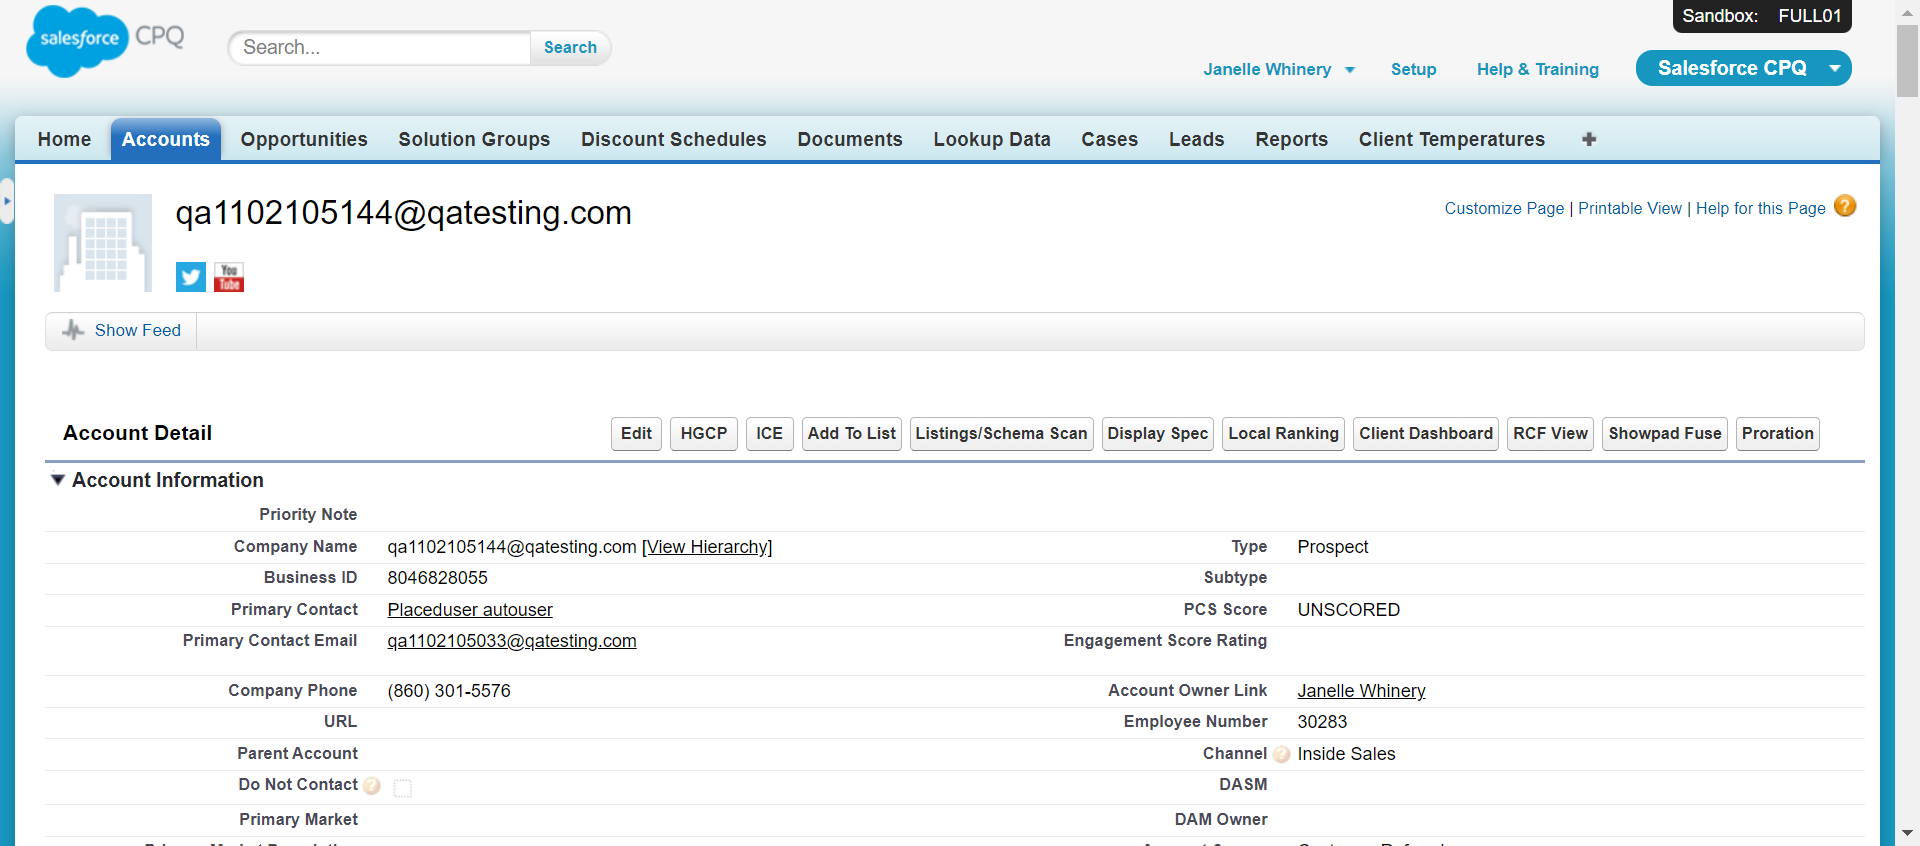 Sandbox: FULL01
salesforce CPQ
Search...
Search
Janelle Whinery
Setup
Help & Training
Salesforce CPQ
Home
Accounts
Opportunities
Solution Groups
Discount Schedules
Documents
Lookup Data
Cases
Leads
Reports
Client Temperatures
qa1102105144@qatesting.com
Customize Page | Printable View | Help for this Page
You
Tube
Show Feed
Account Detail
Edit
HGCP
ICE
Add To List
Listings/Schema Scan
Display Spec
Local Ranking
Client Dashboard
RCF View
Showpad Fuse
Proration
Account Information
Priority Note
Company Name qa1102105144@qatesting.com [View Hierarchy]
Type Prospect
Business ID 8046828055
Subtype
Primary Contact Placeduser autouser
PCS Score UNSCORED
Primary Contact Email qa1102105033@qatesting.com
Engagement Score Rating
Company Phone (860) 301-5576
Account Owner Link Janelle Whinery
URL
Employee Number 30283
Parent Account
Channel Inside Sales
Do Not Contact
DASM
Primary Market
DAM Owner